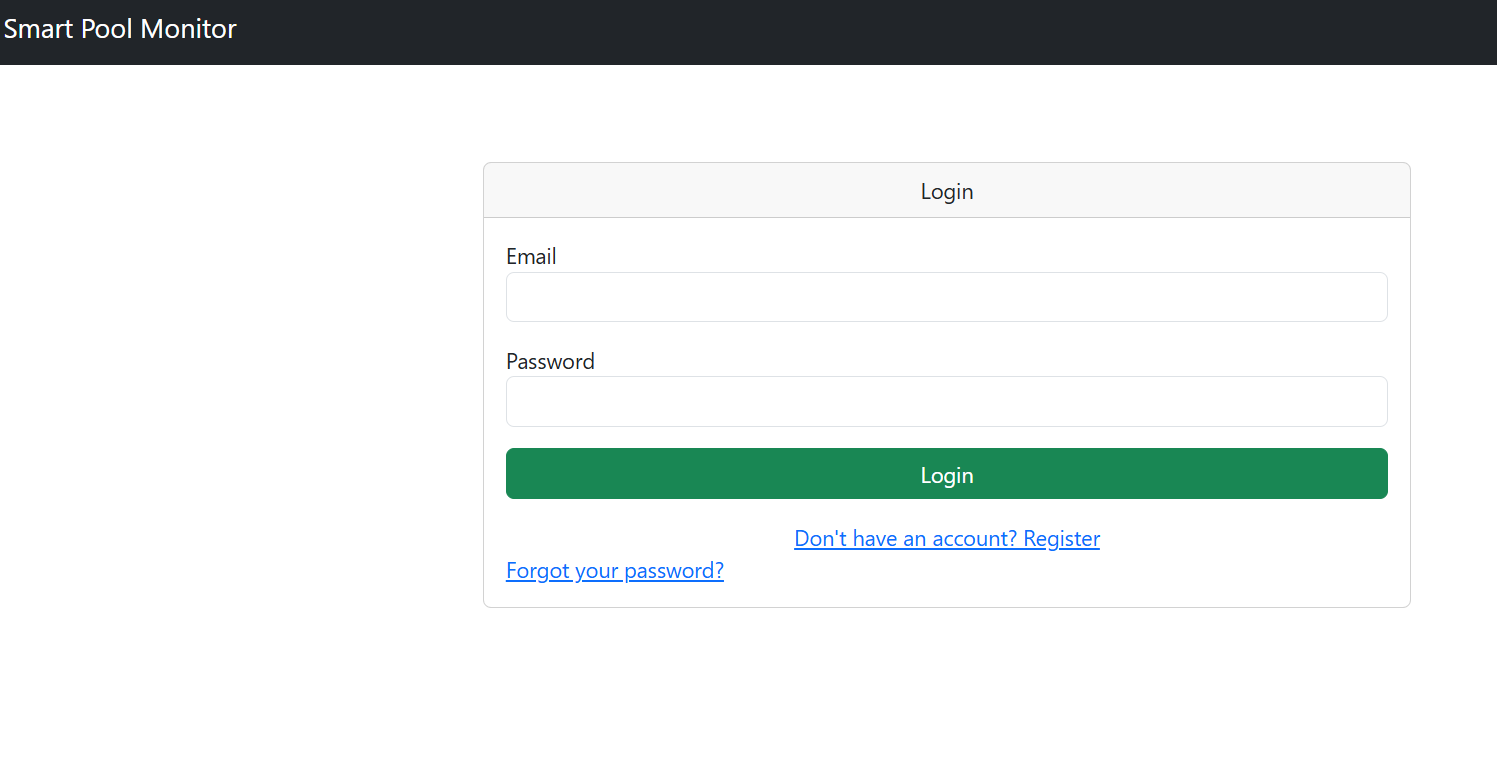 Smart Pool Monitor
Login
Email
Password
Login
Don't have an account? Register
Forgot your password?